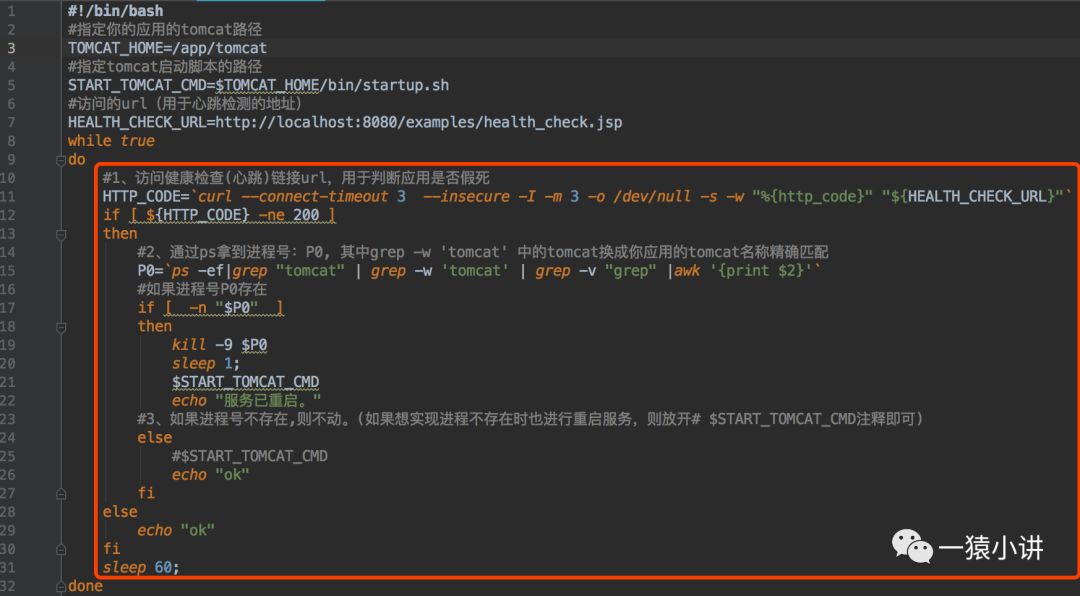 1 #!/bin/bash
2 #指定你的应用的tomcat路径
3 TOMCAT_HOME=/app/tomcat
4 #指定tomcat启动脚本的路径
5 START_TOMCAT_CMD=$TOMCAT_HOME/bin/startup.sh
6 #访问的url（用于心跳检测的地址）
7 HEALTH_CHECK_URL=http://localhost:8080/examples/health_check.jsp
8 while true
9 do
10 #1、访问健康检查(心跳)链接url，用于判断应用是否假死
11 HTTP_CODE=`curl --connect-timeout 3  --insecure -I -m 3 -o /dev/null -s -w "%{http_code}" "${HEALTH_CHECK_URL}"`
12 if [ ${HTTP_CODE} -ne 200 ]
13 then
14 #2、通过ps拿到进程号：P0, 其中grep -w 'tomcat' 中的tomcat换成你应用的tomcat名称精确匹配
15 P0=`ps -ef|grep "tomcat" | grep -w 'tomcat' | grep -v "grep" |awk '{print $2}'`
16 #如果进程号P0存在
17 if [  -n "$P0"  ]
18 then
19 kill -9 $P0
20 sleep 1;
21 $START_TOMCAT_CMD
22 echo "服务已重启。"
23 #3、如果进程号不存在,则不动。(如果想实现进程不存在时也进行重启服务，则放开# $START_TOMCAT_CMD注释即可)
24 else
25 #$START_TOMCAT_CMD
26 echo "ok"
27 fi
28 else
29 echo "ok"
30 fi
31 sleep 60;
32 done
一猿小讲